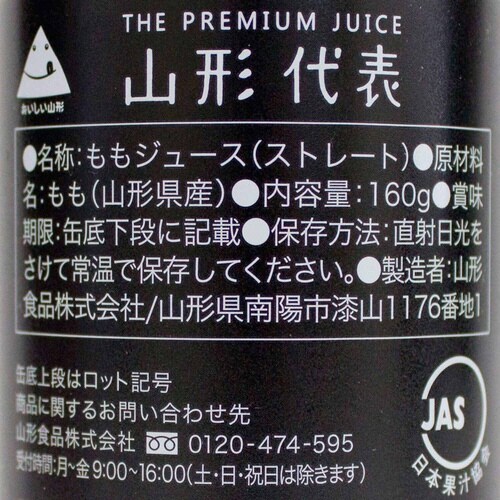 THE PREMIUM JUICE
山形代表
おいしい山形
●名称:ももジュース(ストレート)●原材料
名:もも(山形県産)●内容量:160g●賞味
期限:缶底下段に記載●保存方法:直射日光を
さけて常温で保存してください。●製造者:山形
食品株式会社/山形県南陽市漆山1176番地1
缶底上段はロット記号
商品に関するお問い合わせ先
山形食品株式会社 0120-474-595
受付時間:月~金9:00~16:00(土・日・祝日は除きます)
JAS
日本果汁協会